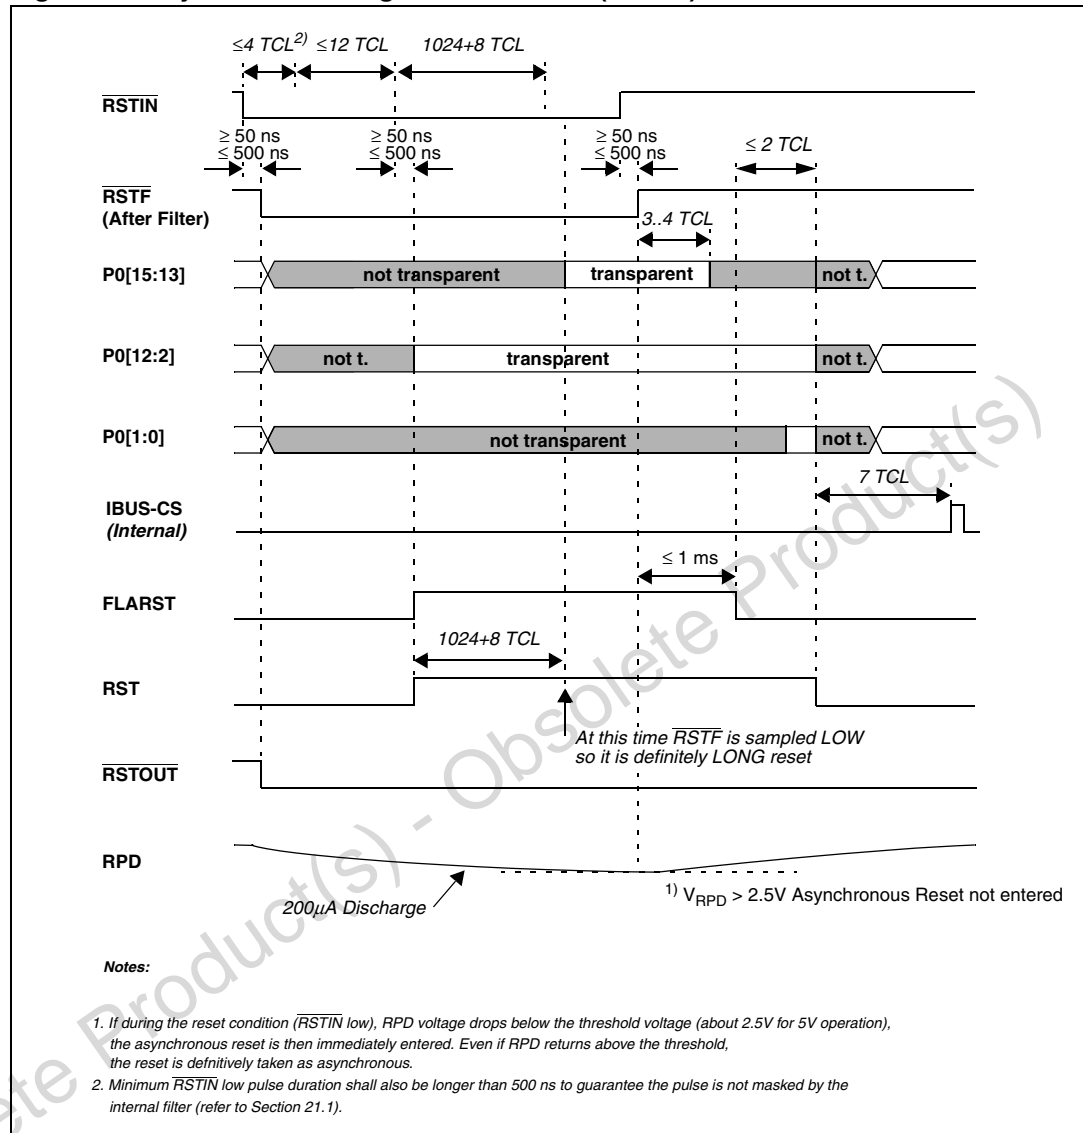 ≤4 TCL2) ≤12 TCL 1024+8 TCL
RSTIN
≥ 50 ns ≥ 50 ns ≥ 50 ns
≤ 500 ns ≤ 500 ns ≤ 500 ns ≤ 2 TCL
RSTF
(After Filter)
3..4 TCL
P0[15:13] not transparent transparent not t.
P0[12:2] not t. transparent not t.
P0[1:0] not transparent not t.
7 TCL
IBUS-CS
(Internal)
≤ 1 ms
FLARST
1024+8 TCL
RST
At this time RSTF is sampled LOW
so it is definitely LONG reset
RSTOUT
RPD
200μA Discharge
1) VRPD > 2.5V Asynchronous Reset not entered
Notes:
1. If during the reset condition (RSTIN low), RPD voltage drops below the threshold voltage (about 2.5V for 5V operation),
the asynchronous reset is then immediately entered. Even if RPD returns above the threshold,
the reset is defnitively taken as asynchronous.
2. Minimum RSTIN low pulse duration shall also be longer than 500 ns to guarantee the pulse is not masked by the
internal filter (refer to Section 21.1).
ete Product(s) - Obsolete Product(s)